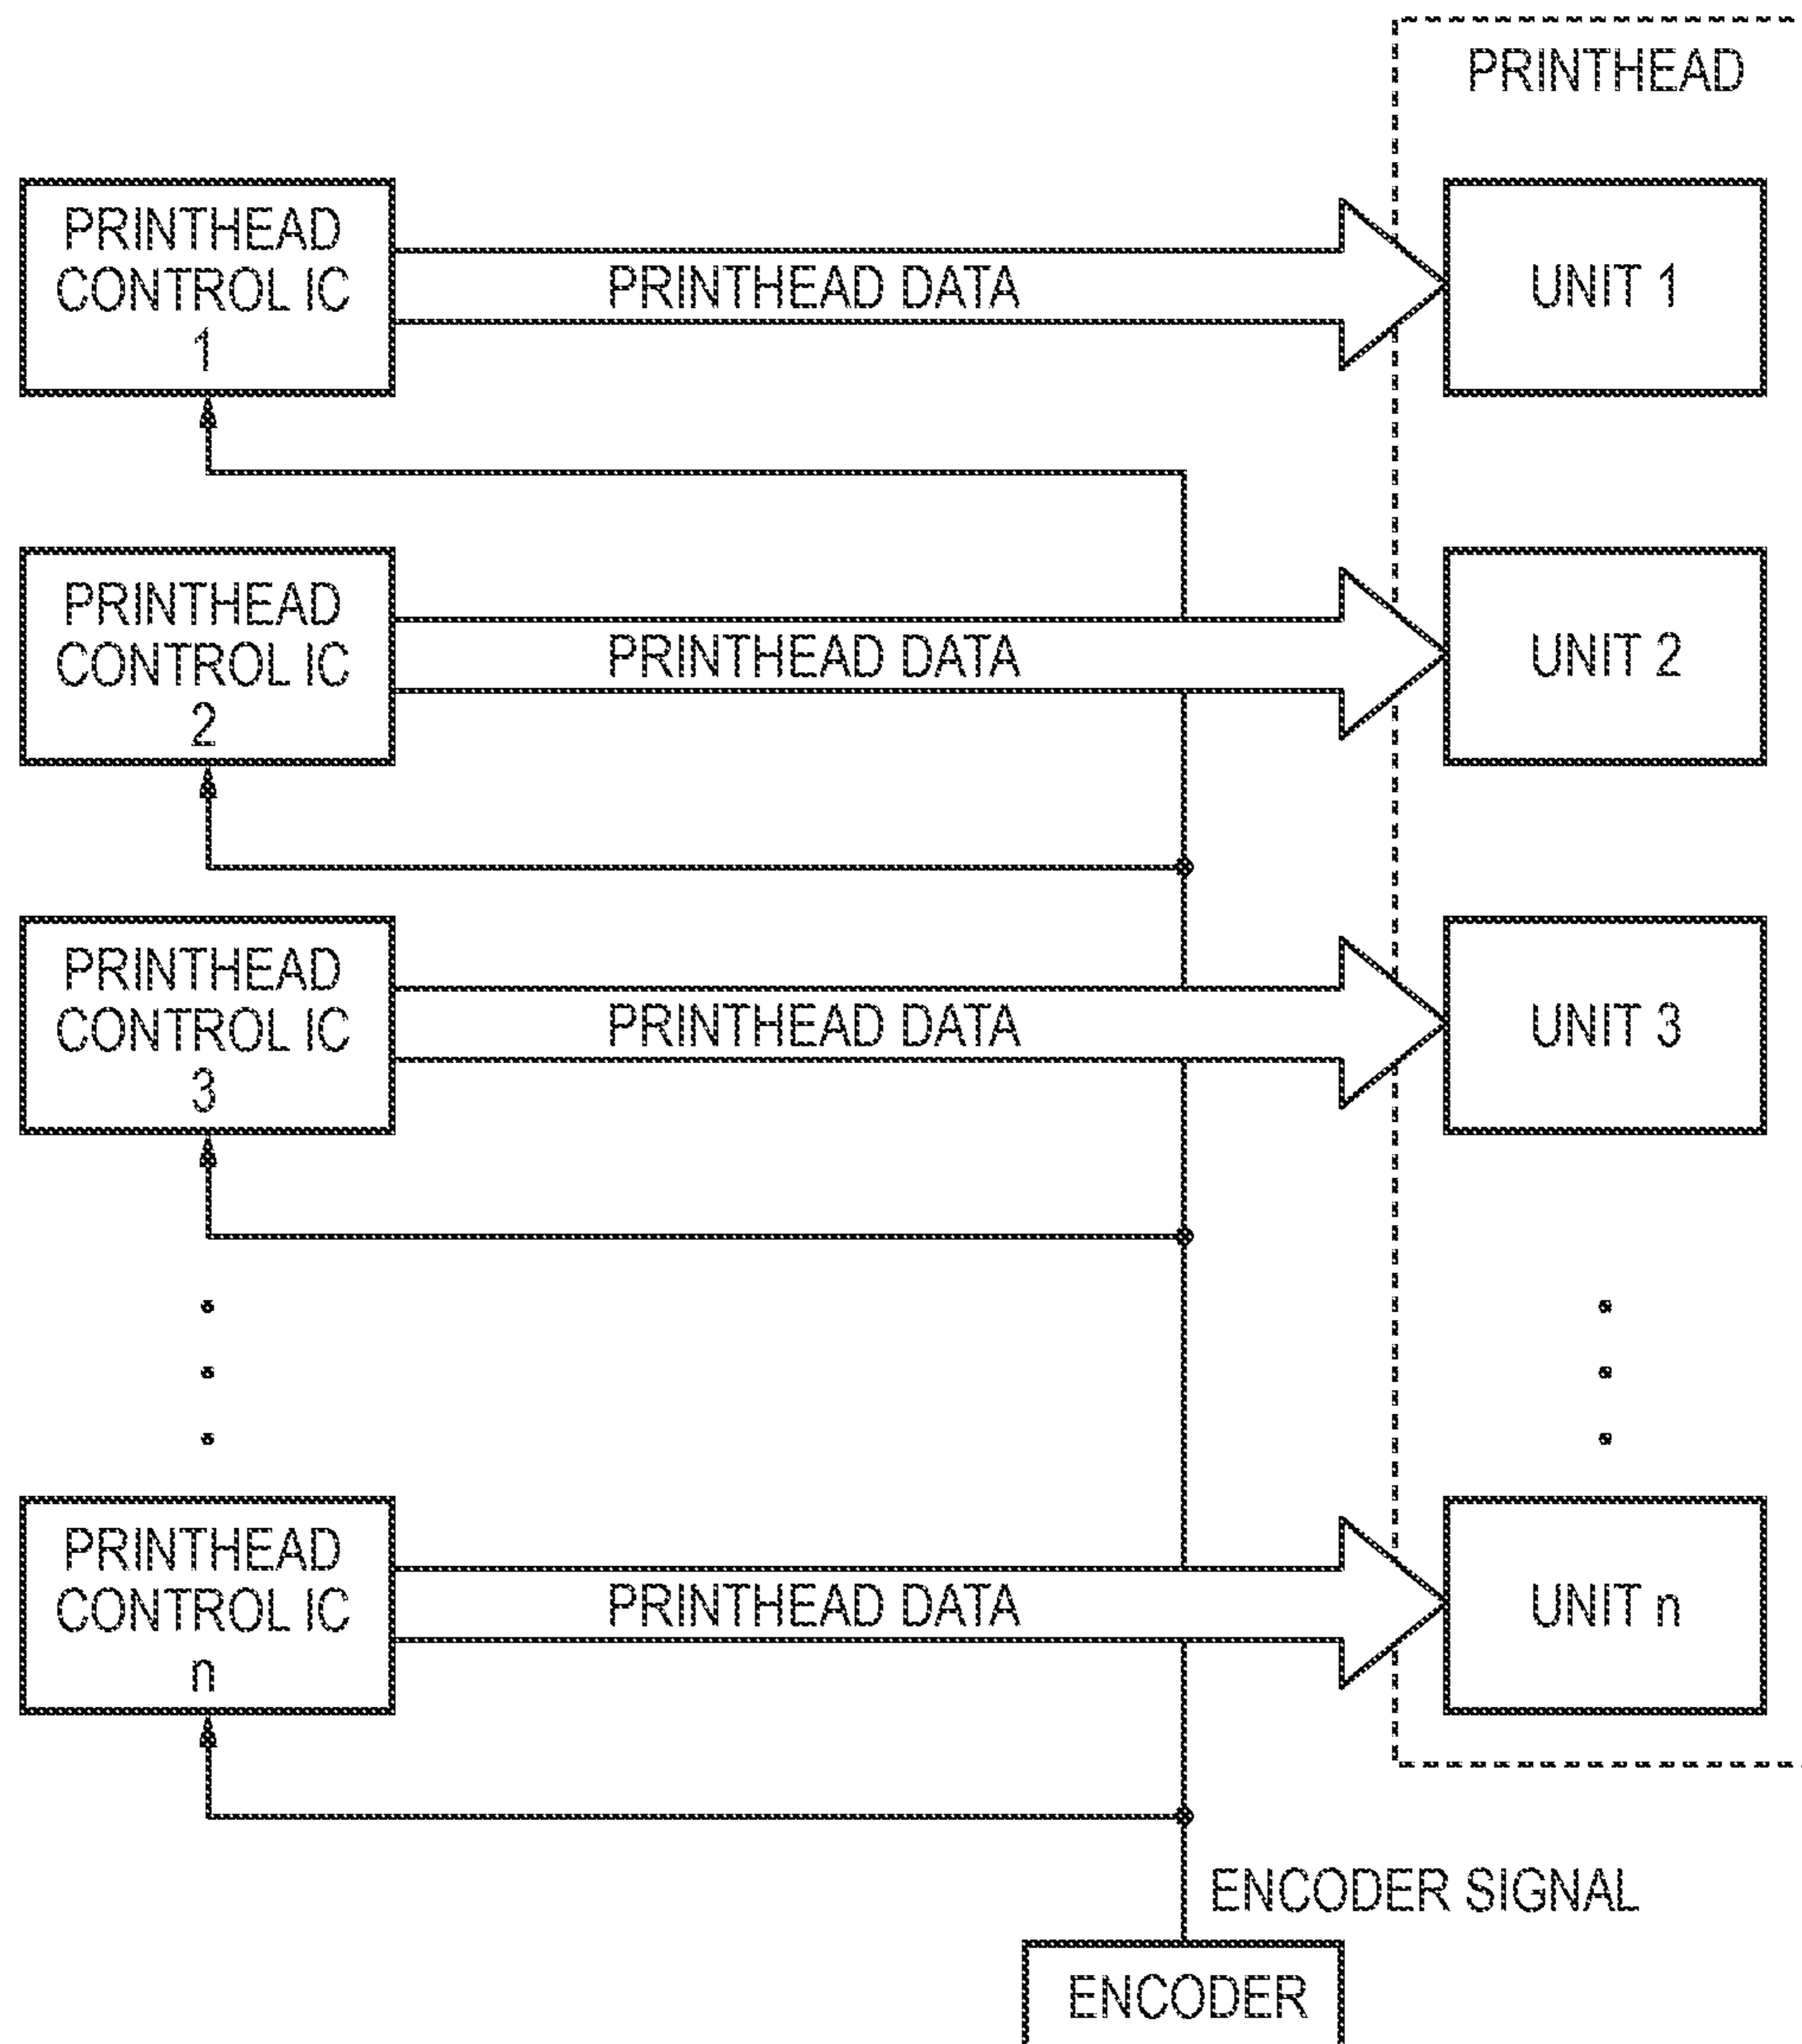 PRINTHEAD
PRINTHEAD
CONTROL IC
1
PRINTHEAD DATA
UNIT 1
PRINTHEAD
CONTROL IC
2
PRINTHEAD DATA
UNIT 2
PRINTHEAD
CONTROL IC
3
PRINTHEAD DATA
UNIT 3
PRINTHEAD
CONTROL IC
n
PRINTHEAD DATA
UNIT n
ENCODER SIGNAL
ENCODER